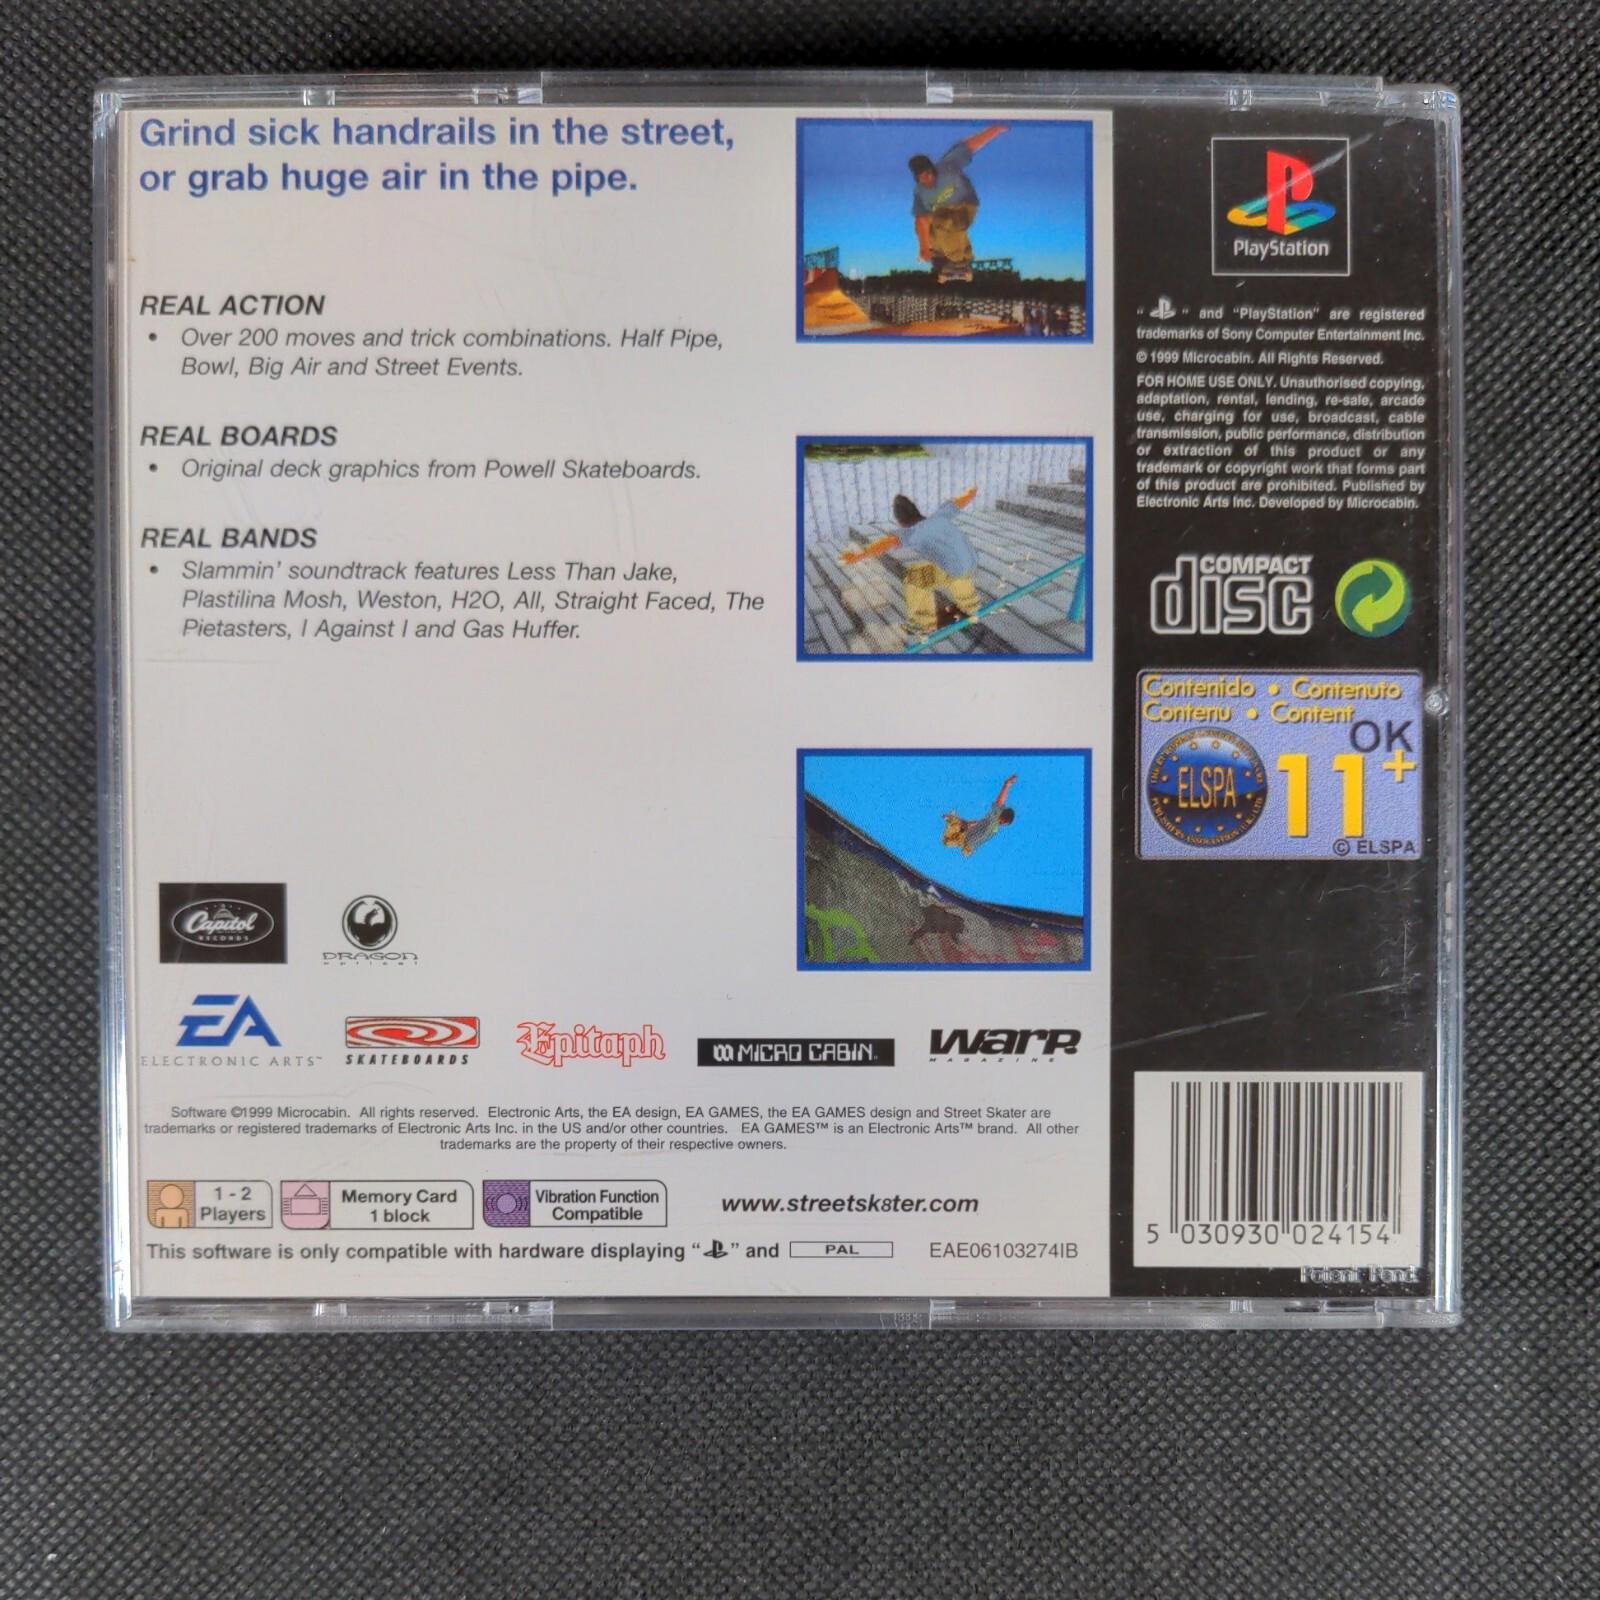 Grind sick handrails in the street,
or grab huge air in the pipe.
REAL ACTION
• Over 200 moves and trick combinations. Half Pipe,
Bowl, Big Air and Street Events.
REAL BOARDS
• Original deck graphics from Powell Skateboards.
REAL BANDS
• Slammin' soundtrack features Less Than Jake,
Plastilina Mosh, Weston, H2O, All, Straight Faced, The
Pietasters, I Against I and Gas Huffer.
Capitol
RECORDS
DRAGON
optical
EA
ELECTRONIC ARTS™
SKATEBOARDS
Epitaph
MICRO CABIN
warp
MAGAZINE
Software ©1999 Microcabin. All rights reserved. Electronic Arts, the EA design, EA GAMES, the EA GAMES design and Street Skater are
trademarks or registered trademarks of Electronic Arts Inc. in the US and/or other countries. EA GAMES™ is an Electronic Arts™ brand. All other
trademarks are the property of their respective owners.
1 - 2
Players
Memory Card
1 block
Vibration Function
Compatible
www.streetsk8ter.com
This software is only compatible with hardware displaying " " and PAL
EAE06103274IB
PlayStation
" " and "PlayStation" are registered
trademarks of Sony Computer Entertainment Inc.
© 1999 Microcabin. All Rights Reserved.
FOR HOME USE ONLY. Unauthorised copying,
adaptation, rental, lending, re-sale, arcade
use, charging for use, broadcast, cable
transmission, public performance, distribution
or extraction of this product or any
trademark or copyright work that forms part
of this product are prohibited. Published by
Electronic Arts Inc. Developed by Microcabin.
COMPACT
disc
Contenido • Contenuto
Contenu • Content
OK
ELSPA
11+
© ELSPA
5 030930 024154
Patent Pend.